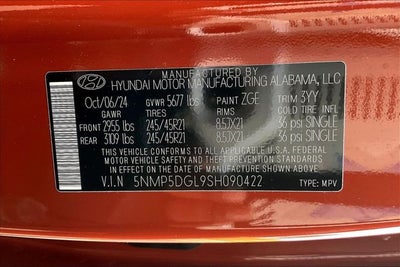 MANUFACTURED BY
HYUNDAI MOTOR MANUFACTURING ALABAMA, LLC
Oct/06/24 GVWR 5677 lbs PAINT ZGE TRIM 3YY
GAWR TIRES RIMS COLD TIRE INFL
FRONT 2955 lbs 245/45R21 8.5JX21 36 psi SINGLE
REAR 3109 lbs 245/45R21 8.5JX21 36 psi SINGLE
THIS VEHICLE CONFORMS TO ALL APPLICABLE U.S.A. FEDERAL
MOTOR VEHICLE SAFETY, BUMPER, AND THEFT PREVENTION STANDARDS
IN EFFECT ON THE DATE OF MANUFACTURE SHOWN ABOVE.
V.I.N 5NMP5DGL9SH090422 TYPE: MPV